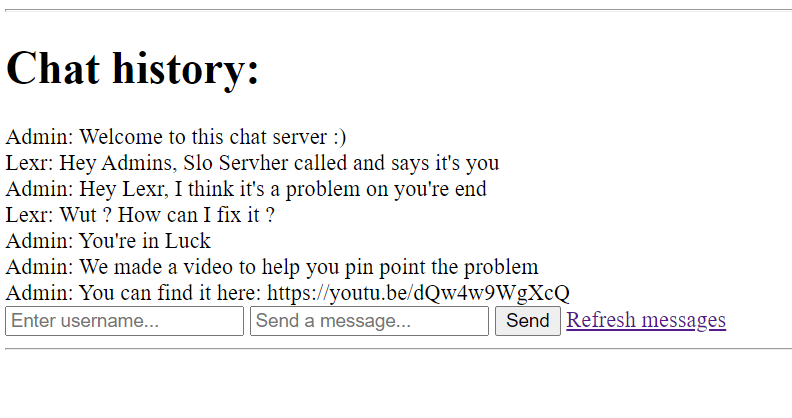 Chat history:
Admin: Welcome to this chat server :)
Lexr: Hey Admins, Slo Servher called and says it's you
Admin: Hey Lexr, I think it's a problem on you're end
Lexr: Wut ? How can I fix it ?
Admin: You're in Luck
Admin: We made a video to help you pin point the problem
Admin: You can find it here: https://youtu.be/dQw4w9WgXcQ
Enter username... Send a message... Send Refresh messages